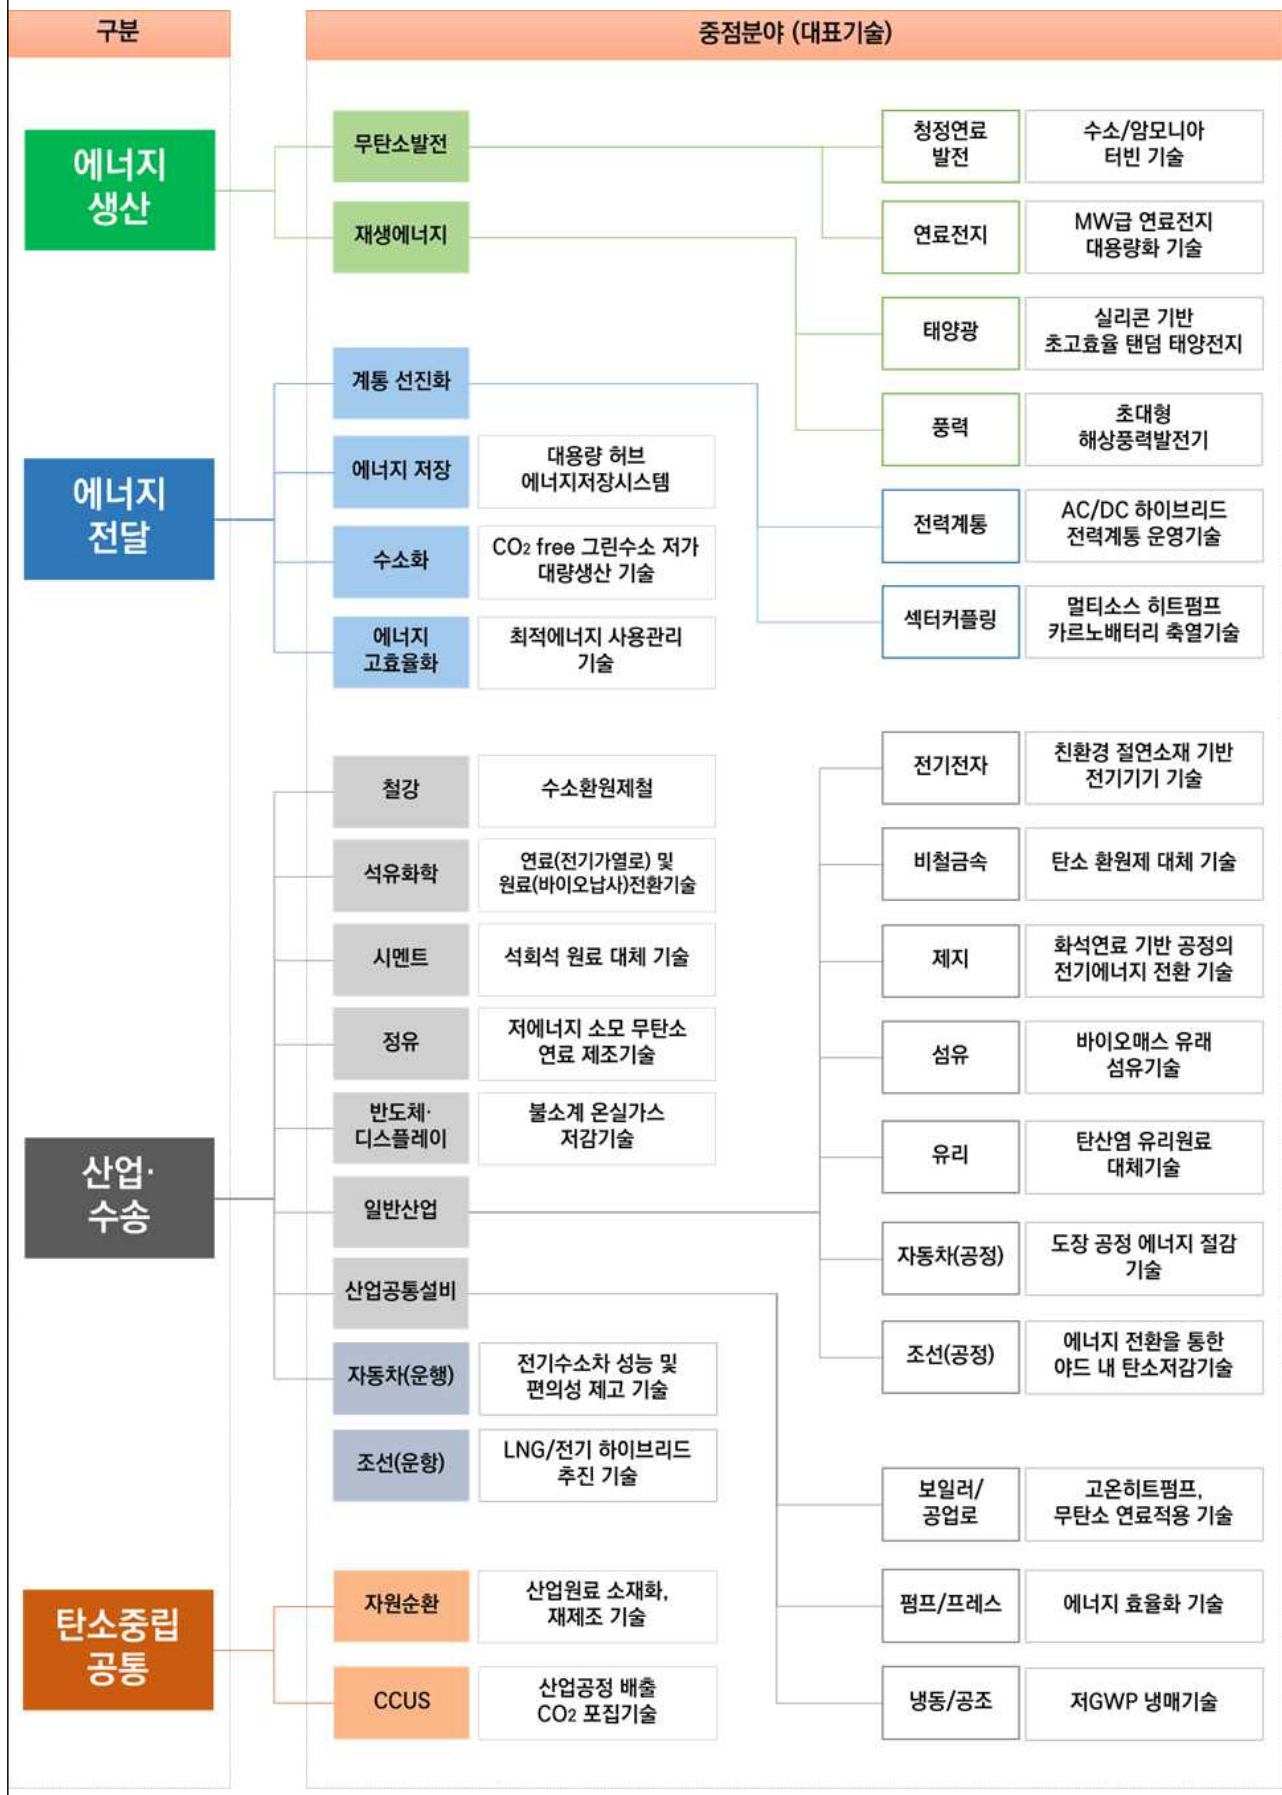 구분
중점분야 (대표기술)
에너지
생산
무탄소발전
재생에너지
청정연료
발전
수소/암모니아
터빈 기술
연료전지
MW급 연료전지
대용량화 기술
태양광
실리콘 기반
초고효율 탠덤 태양전지
풍력
초대형
해상풍력발전기
에너지
전달
계통 선진화
에너지 저장
대용량 허브
에너지저장시스템
수소화
CO2 free 그린수소 저가
대량생산 기술
에너지
고효율화
최적에너지 사용관리
기술
전력계통
AC/DC 하이브리드
전력계통 운영기술
섹터커플링
멀티소스 히트펌프
카르노배터리 축열기술
산업·
수송
철강
수소환원제철
석유화학
연료(전기가열로) 및
원료(바이오납사)전환기술
시멘트
석회석 원료 대체 기술
정유
저에너지 소모 무탄소
연료 제조기술
반도체·
디스플레이
불소계 온실가스
저감기술
일반산업
산업공통설비
자동차(운행)
전기수소차 성능 및
편의성 제고 기술
조선(운항)
LNG/전기 하이브리드
추진 기술
전기전자
친환경 절연소재 기반
전기기기 기술
비철금속
탄소 환원제 대체 기술
제지
화석연료 기반 공정의
전기에너지 전환 기술
섬유
바이오매스 유래
섬유기술
유리
탄산염 유리원료
대체기술
자동차(공정)
도장 공정 에너지 절감
기술
조선(공정)
에너지 전환을 통한
야드 내 탄소저감기술
보일러/
공업로
고온히트펌프,
무탄소 연료적용 기술
펌프/프레스
에너지 효율화 기술
냉동/공조
저GWP 냉매기술
탄소중립
공통
자원순환
산업원료 소재화,
재제조 기술
CCUS
산업공정 배출
CO2 포집기술